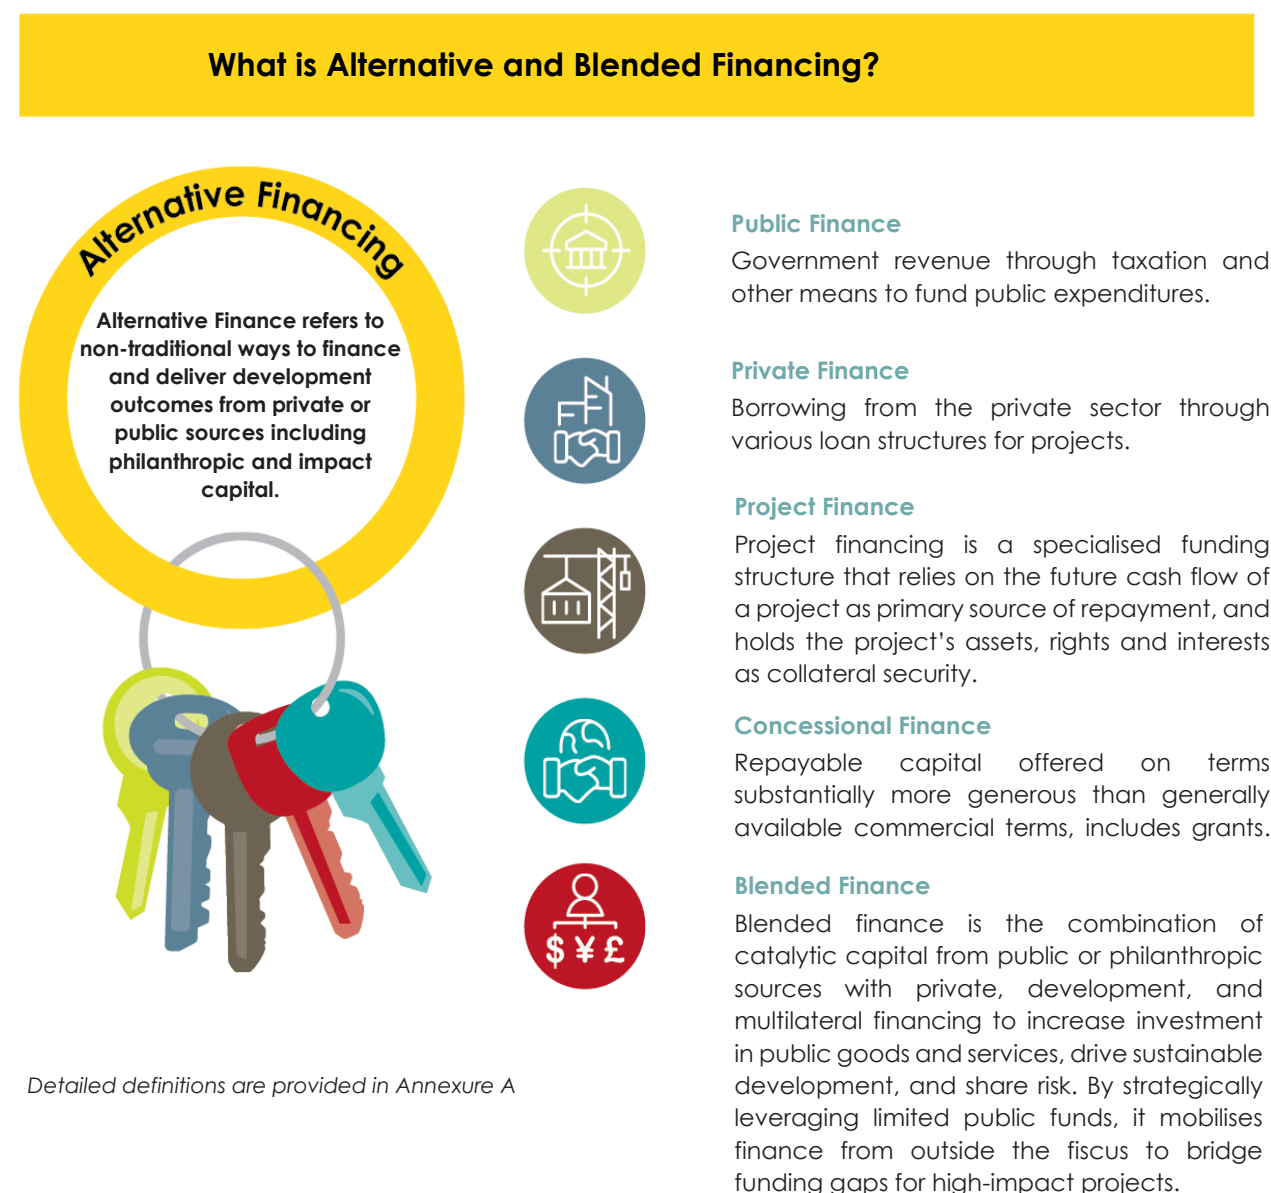 What is Alternative and Blended Financing?
Alternative Financing
Alternative Finance refers to
non-traditional ways to finance
and deliver development
outcomes from private or
public sources including
philanthropic and impact
capital.
Detailed definitions are provided in Annexure A
Public Finance
Government revenue through taxation and
other means to fund public expenditures.
Private Finance
Borrowing from the private sector through
various loan structures for projects.
Project Finance
Project financing is a specialised funding
structure that relies on the future cash flow of
a project as primary source of repayment, and
holds the project's assets, rights and interests
as collateral security.
Concessional Finance
Repayable capital offered on terms
substantially more generous than generally
available commercial terms, includes grants.
$ ¥ £
Blended Finance
Blended finance is the combination of
catalytic capital from public or philanthropic
sources with private, development, and
multilateral financing to increase investment
in public goods and services, drive sustainable
development, and share risk. By strategically
leveraging limited public funds, it mobilises
finance from outside the fiscus to bridge
funding gaps for high-impact projects.